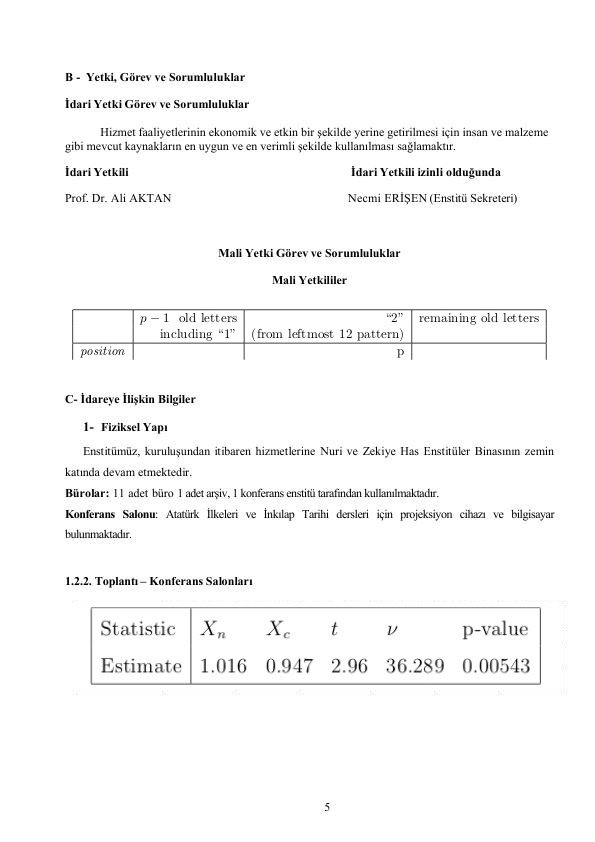 B - Yetki, Görev ve Sorumluluklar
İdari Yetki Görev ve Sorumluluklar
Hizmet faaliyetlerinin ekonomik ve etkin bir şekilde yerine getirilmesi için insan ve malzeme
gibi mevcut kaynakların en uygun ve en verimli şekilde kullanılması sağlamaktır.
İdari Yetkili İdari Yetkili izinli olduğunda
Prof. Dr. Ali AKTAN Necmi ERİŞEN (Enstitü Sekreteri)
Mali Yetki Görev ve Sorumluluklar
Mali Yetkililer
p − 1 old letters “2” remaining old letters
including “1” (from leftmost 12 pattern)
position p
C- İdareye İlişkin Bilgiler
1- Fiziksel Yapı
Enstitümüz, kuruluşundan itibaren hizmetlerine Nuri ve Zekiye Has Enstitüler Binasının zemin
katında devam etmektedir.
Bürolar: 11 adet büro 1 adet arşiv, 1 konferans enstitü tarafından kullanılmaktadır.
Konferans Salonu: Atatürk İlkeleri ve İnkılap Tarihi dersleri için projeksiyon cihazı ve bilgisayar
bulunmaktadır.
1.2.2. Toplantı – Konferans Salonları
Statistic Xn Xc t ν p-value
Estimate 1.016 0.947 2.96 36.289 0.00543
5